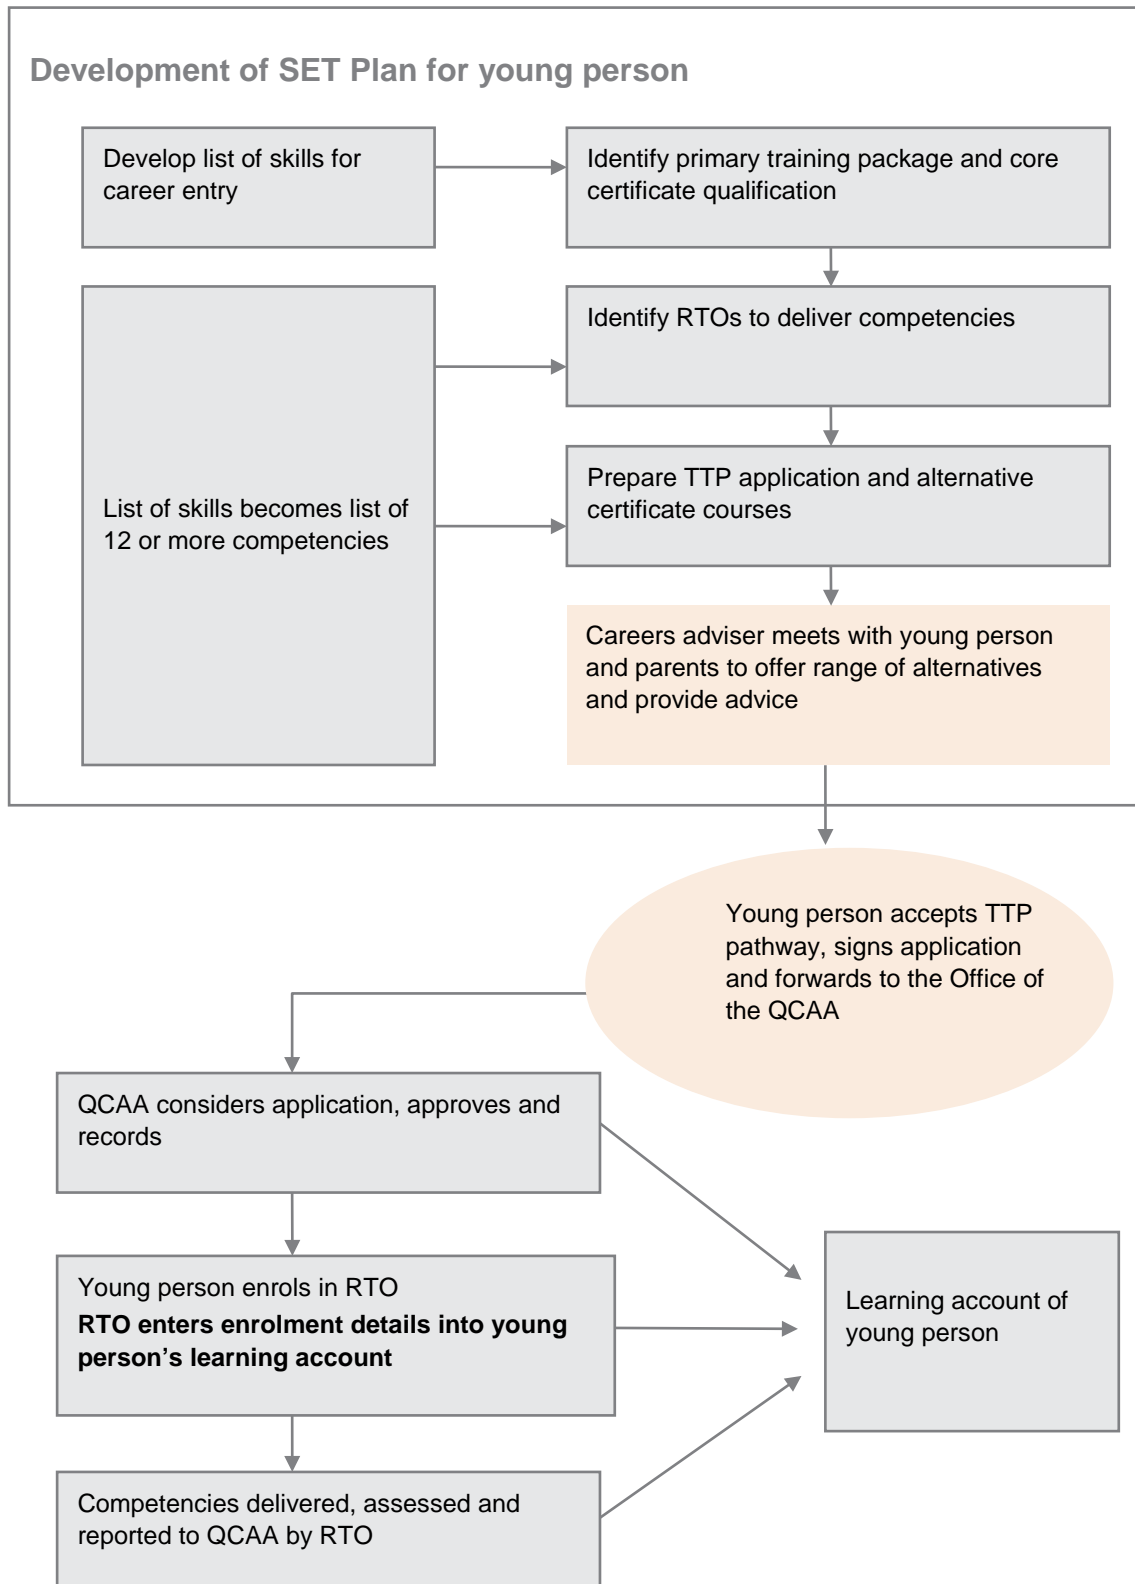 Development of SET Plan for young person
Develop list of skills for
career entry
Identify primary training package and core
certificate qualification
List of skills becomes list of
12 or more competencies
Identify RTOs to deliver competencies
Prepare TTP application and alternative
certificate courses
Careers adviser meets with young person
and parents to offer range of alternatives
and provide advice
Young person accepts TTP
pathway, signs application
and forwards to the Office of
the QCAA
QCAA considers application, approves and
records
Young person enrols in RTO
RTO enters enrolment details into young
person’s learning account
Learning account of
young person
Competencies delivered, assessed and
reported to QCAA by RTO